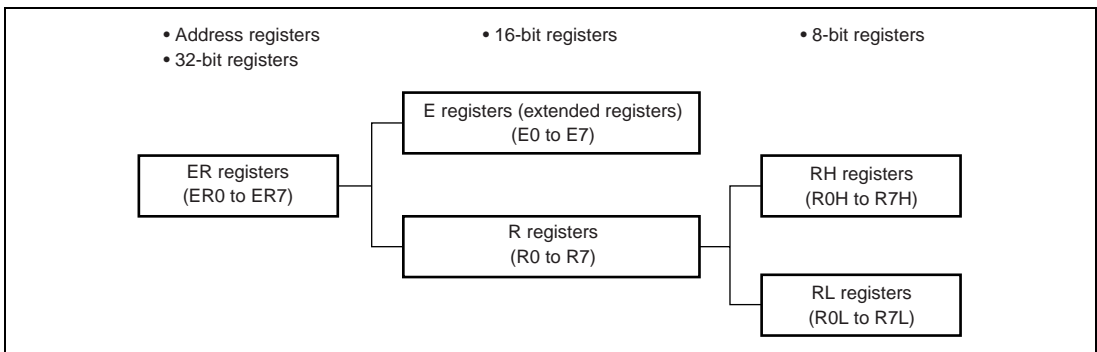 • Address registers
• 32-bit registers
• 16-bit registers
• 8-bit registers
E registers (extended registers)
(E0 to E7)
ER registers
(ER0 to ER7)
RH registers
(R0H to R7H)
R registers
(R0 to R7)
RL registers
(R0L to R7L)